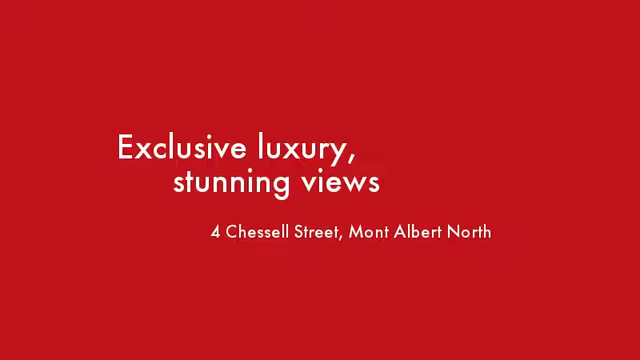 Exclusive luxury,
stunning views
4 Chessell Street, Mont Albert North